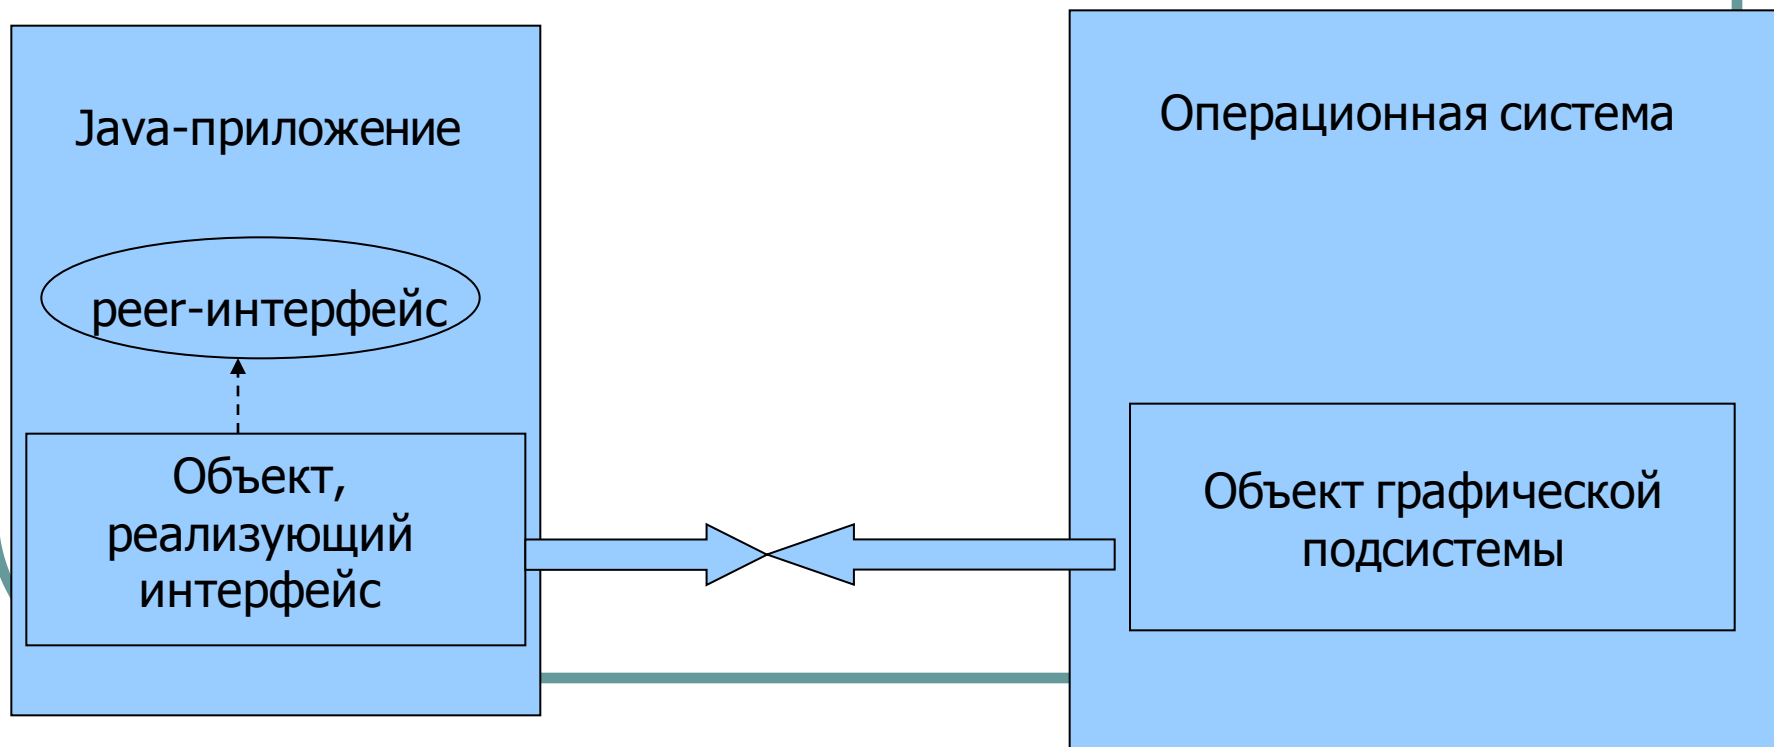 Java-приложение
peer-интерфейс
Объект,
реализующий
интерфейс
Операционная система
Объект графической
подсистемы